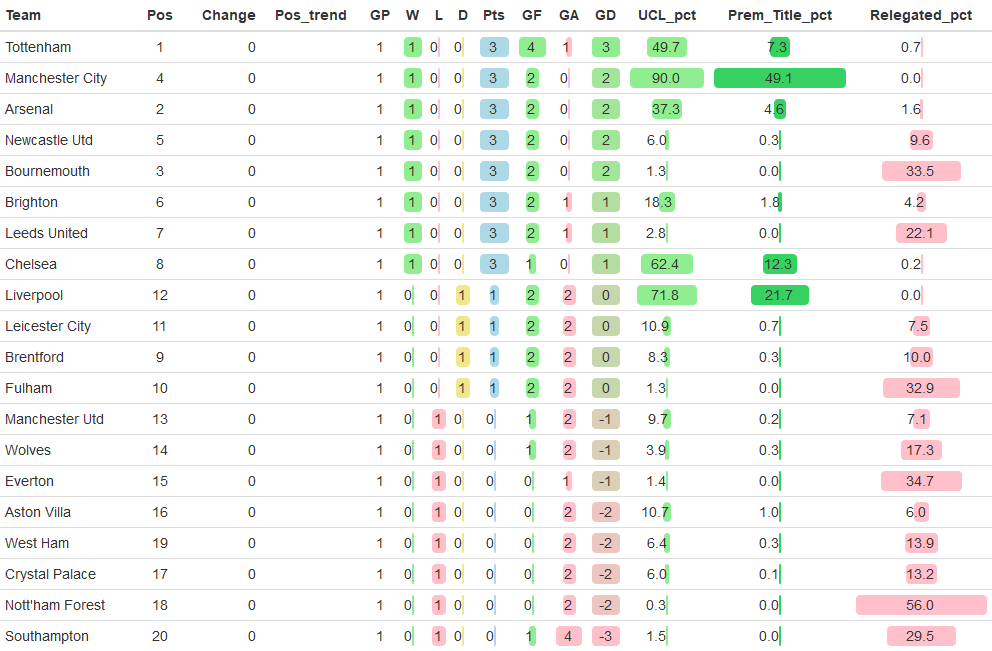 Team Pos Change Pos_trend GP W L D Pts GF GA GD UCL_pct Prem_Title_pct Relegated_pct
Tottenham 1 0 1 1 0 0 3 4 1 3 49.7 7.3 0.7
Manchester City 4 0 1 1 0 0 3 2 0 2 90.0 49.1 0.0
Arsenal 2 0 1 1 0 0 3 2 0 2 37.3 4.6 1.6
Newcastle Utd 5 0 1 1 0 0 3 2 0 2 6.0 0.3 9.6
Bournemouth 3 0 1 1 0 0 3 2 0 2 1.3 0.0 33.5
Brighton 6 0 1 1 0 0 3 2 1 1 18.3 1.8 4.2
Leeds United 7 0 1 1 0 0 3 2 1 1 2.8 0.0 22.1
Chelsea 8 0 1 1 0 0 3 1 0 1 62.4 12.3 0.2
Liverpool 12 0 1 0 0 1 1 2 2 0 71.8 21.7 0.0
Leicester City 11 0 1 0 0 1 1 2 2 0 10.9 0.7 7.5
Brentford 9 0 1 0 0 1 1 2 2 0 8.3 0.3 10.0
Fulham 10 0 1 0 0 1 1 2 2 0 1.3 0.0 32.9
Manchester Utd 13 0 1 0 1 0 0 1 2 -1 9.7 0.2 7.1
Wolves 14 0 1 0 1 0 0 1 2 -1 3.9 0.3 17.3
Everton 15 0 1 0 1 0 0 0 1 -1 1.4 0.0 34.7
Aston Villa 16 0 1 0 1 0 0 0 2 -2 10.7 1.0 6.0
West Ham 19 0 1 0 1 0 0 0 2 -2 6.4 0.3 13.9
Crystal Palace 17 0 1 0 1 0 0 0 2 -2 6.0 0.1 13.2
Nott'ham Forest 18 0 1 0 1 0 0 0 2 -2 0.3 0.0 56.0
Southampton 20 0 1 0 1 0 0 1 4 -3 1.5 0.0 29.5